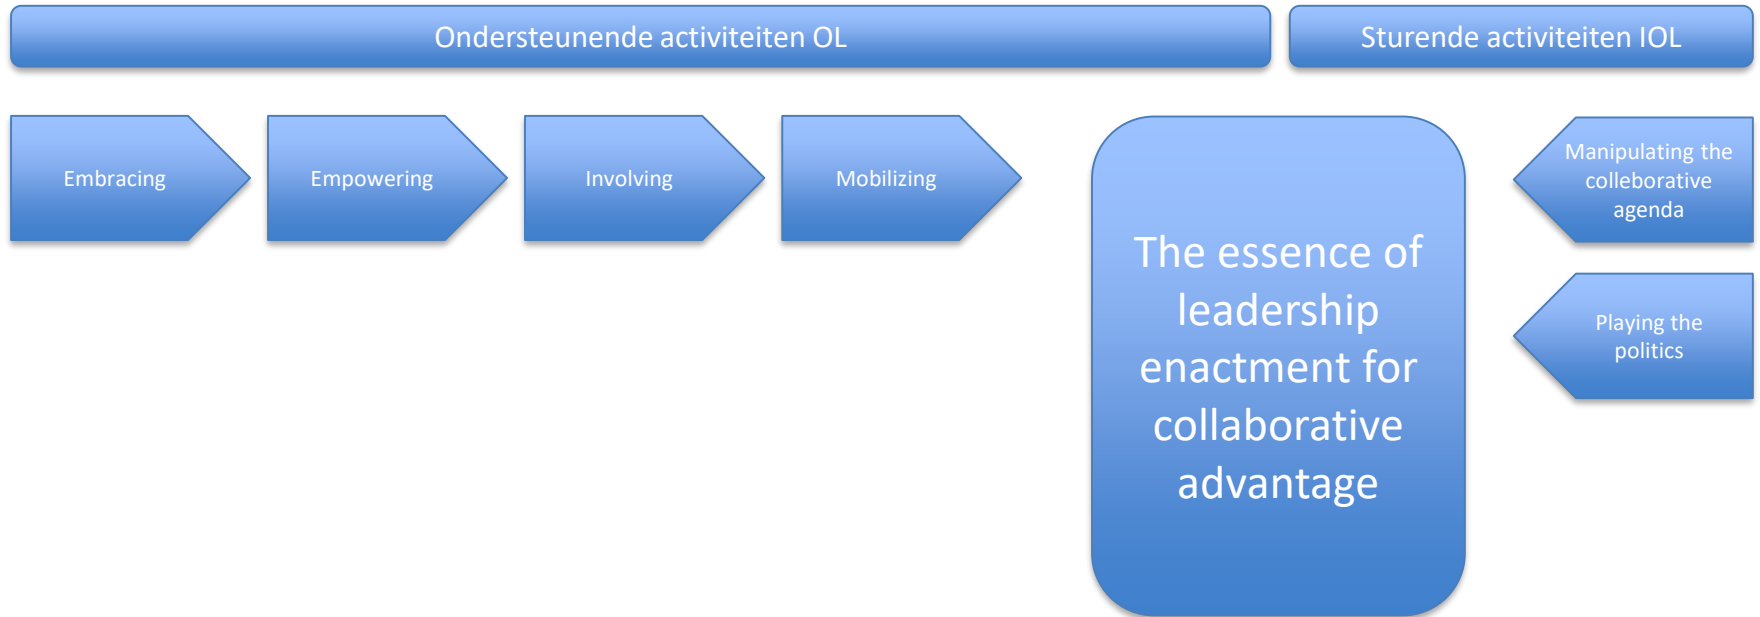 Ondersteunende activiteiten OL
Sturende activiteiten IOL
Embracing
Empowering
Involving
Mobilizing
The essence of
leadership
enactment for
collaborative
advantage
Manipulating the
colleborative
agenda
Playing the
politics